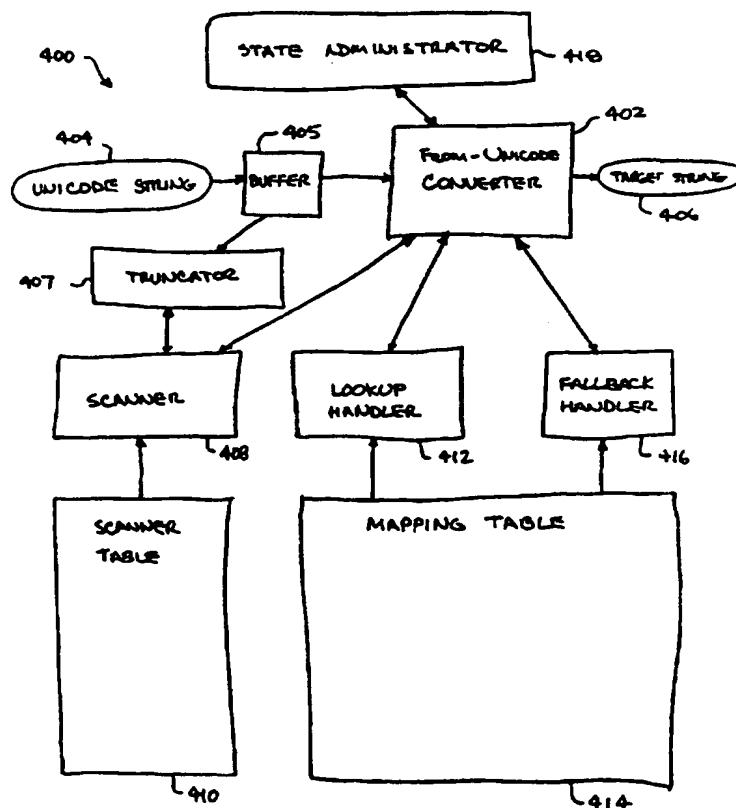 400
STATE ADMINISTRATOR
418
404
405
402
UNICODE STRING
BUFFER
FROM-UNICODE
CONVERTER
TARGET STRING
406
407
TRUNCATOR
SCANNER
408
LOOKUP
HANDLER
412
FALLBACK
HANDLER
416
SCANNER
TABLE
410
MAPPING TABLE
414